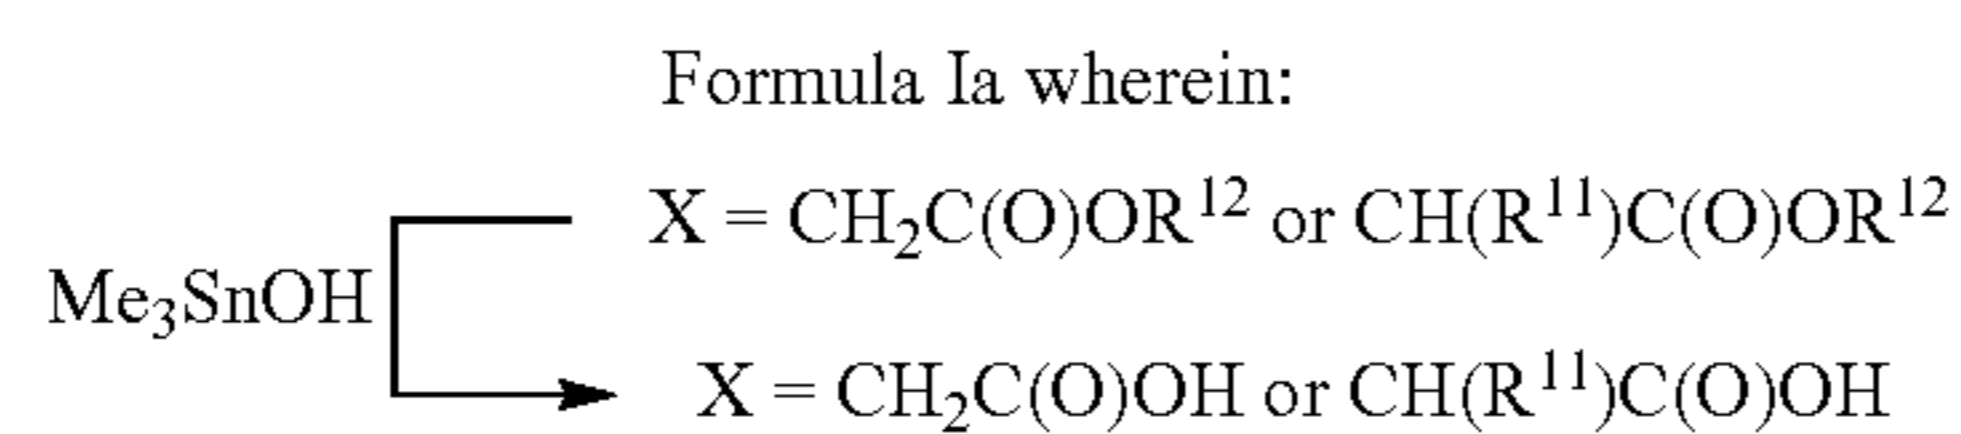 Formula Ia wherein:
X = CH₂C(O)OR¹² or CH(R¹¹)C(O)OR¹²
Me₃SnOH
X = CH₂C(O)OH or CH(R¹¹)C(O)OH